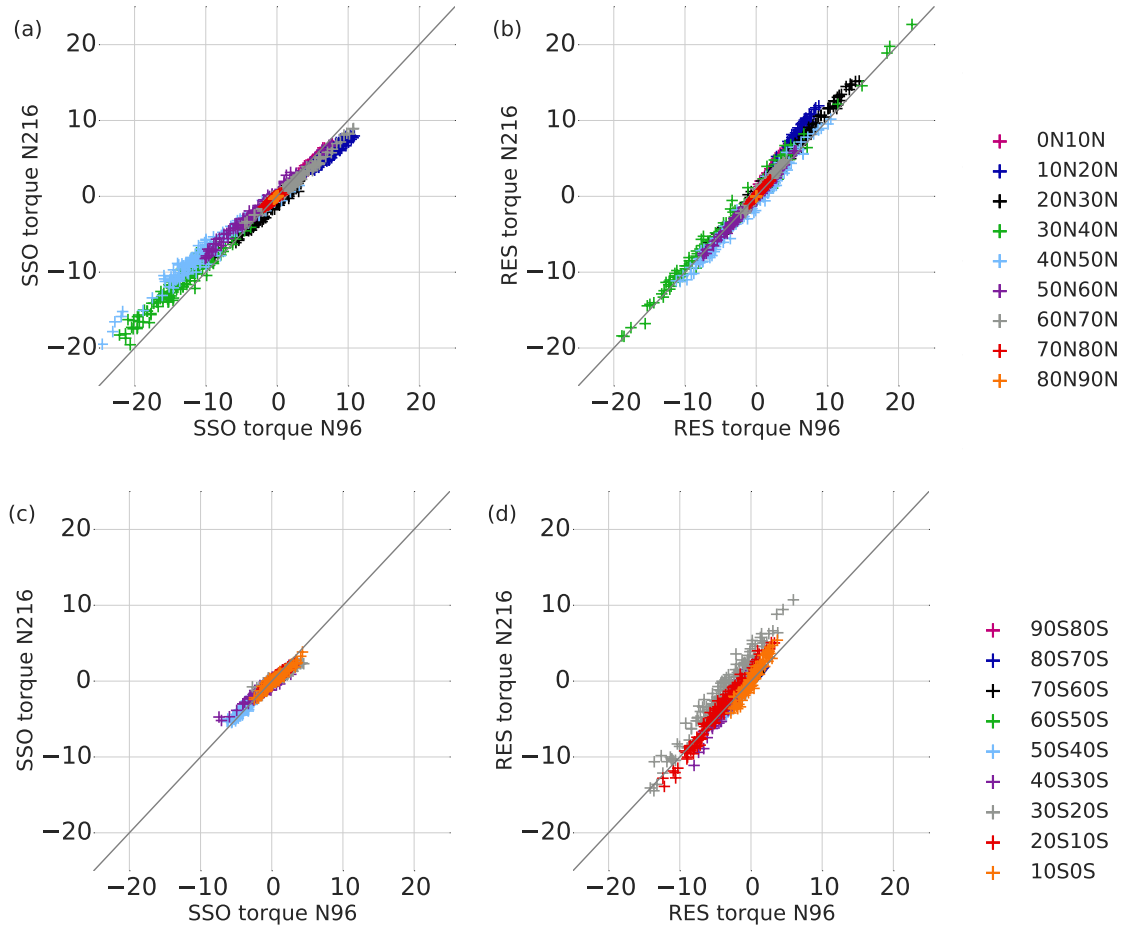 (a)
20
10
0
−10
−20
SSO torque N216
−20 −10 0 10 20
SSO torque N96
(b)
20
10
0
−10
−20
RES torque N216
−20 −10 0 10 20
RES torque N96
0N10N
10N20N
20N30N
30N40N
40N50N
50N60N
60N70N
70N80N
80N90N
(c)
20
10
0
−10
−20
SSO torque N216
−20 −10 0 10 20
SSO torque N96
(d)
20
10
0
−10
−20
RES torque N216
−20 −10 0 10 20
RES torque N96
90S80S
80S70S
70S60S
60S50S
50S40S
40S30S
30S20S
20S10S
10S0S